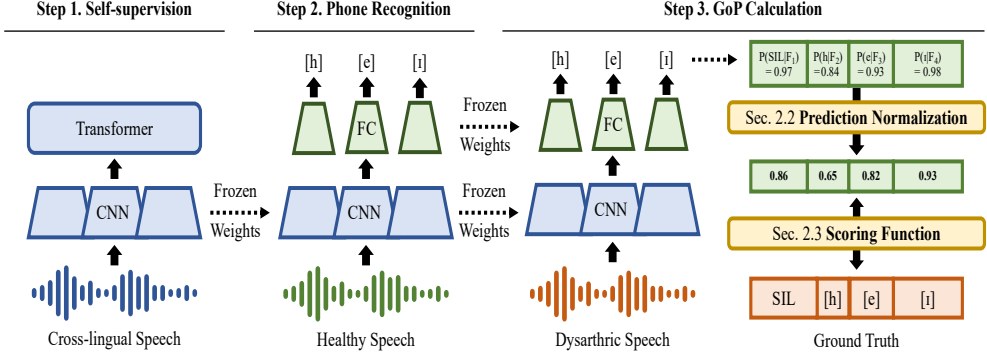 Step 1. Self-supervision
Step 2. Phone Recognition
Step 3. GoP Calculation
Transformer
CNN
Cross-lingual Speech
Frozen
Weights
[h] [e] [ɪ]
FC
CNN
Healthy Speech
Frozen
Weights
Frozen
Weights
[h] [e] [ɪ]
FC
CNN
Dysarthric Speech
P(SIL|F₁) P(h|F₂) P(e|F₃) P(ɪ|F₄)
= 0.97 =0.84 = 0.93 = 0.98
Sec. 2.2 Prediction Normalization
0.86 0.65 0.82 0.93
Sec. 2.3 Scoring Function
SIL [h] [e] [ɪ]
Ground Truth